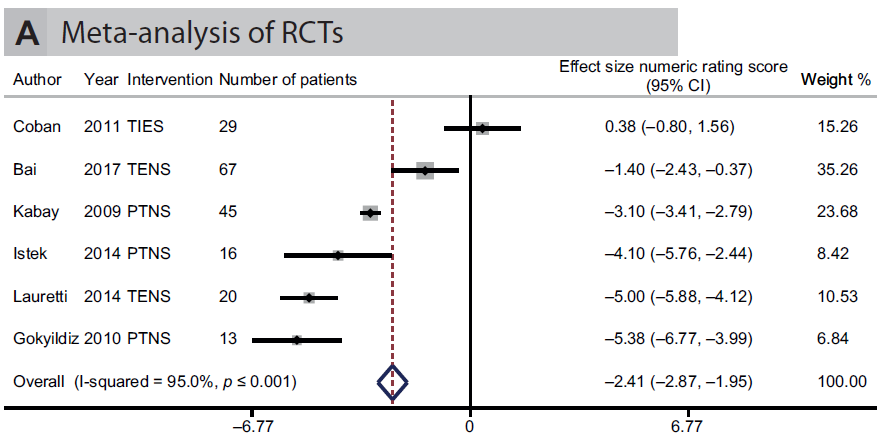 A Meta-analysis of RCTs
Author Year Intervention Number of patients Effect size numeric rating score (95% CI) Weight %
Coban 2011 TIES 29 0.38 (–0.80, 1.56) 15.26
Bai 2017 TENS 67 –1.40 (–2.43, –0.37) 35.26
Kabay 2009 PTNS 45 –3.10 (–3.41, –2.79) 23.68
Istek 2014 PTNS 16 –4.10 (–5.76, –2.44) 8.42
Lauretti 2014 TENS 20 –5.00 (–5.88, –4.12) 10.53
Gokyildiz 2010 PTNS 13 –5.38 (–6.77, –3.99) 6.84
Overall (I-squared = 95.0%, p ≤ 0.001) –2.41 (–2.87, –1.95) 100.00
–6.77 0 6.77